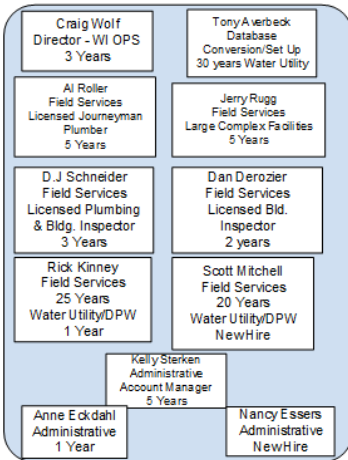 Craig Wolf
Director - WI OPS
3 Years
Tony Averbeck
Database
Conversion/Set Up
30 years Water Utility
Al Roller
Field Services
Licensed Journeyman
Plumber
5 Years
Jerry Rugg
Field Services
Large Complex Facilities
5 Years
D.J Schneider
Field Services
Licensed Plumbing
& Bldg. Inspector
3 Years
Dan Derozier
Field Services
Licensed Bld.
Inspector
2 years
Rick Kinney
Field Services
25 Years
Water Utility/DPW
1 Year
Scott Mitchell
Field Services
20 Years
Water Utility/DPW
New Hire
Kelly Sterken
Administrative
Account Manager
5 Years
Anne Eckdahl
Administrative
1 Year
Nancy Essers
Administrative
New Hire